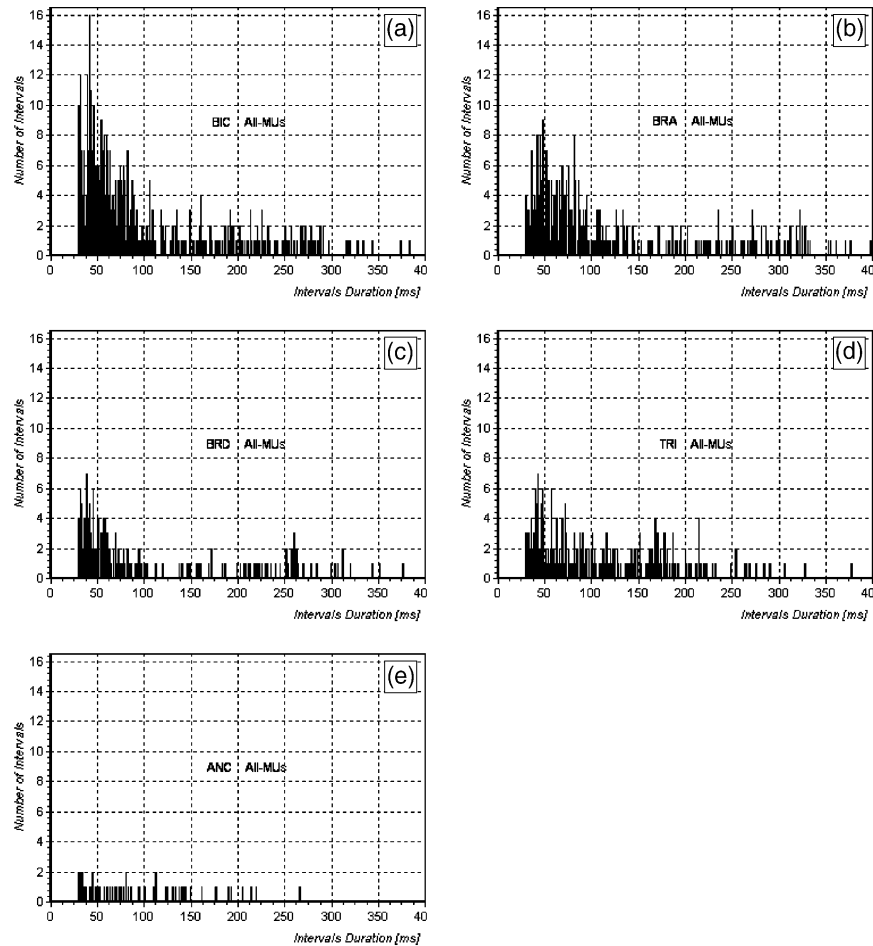 (a)
Number of Intervals
16
14
12
10
8
6
4
2
0
BIC All-MUs
0 50 100 150 200 250 300 350 40
Intervals Duration [ms]
(b)
Number of Intervals
16
14
12
10
8
6
4
2
0
BRA All-MUs
0 50 100 150 200 250 300 350 40
Intervals Duration [ms]
(c)
Number of Intervals
16
14
12
10
8
6
4
2
0
BRD All-MUs
0 50 100 150 200 250 300 350 40
Intervals Duration [ms]
(d)
Number of Intervals
16
14
12
10
8
6
4
2
0
TRI All-MUs
0 50 100 150 200 250 300 350 40
Intervals Duration [ms]
(e)
Number of Intervals
16
14
12
10
8
6
4
2
0
ANC All-MUs
0 50 100 150 200 250 300 350 40
Intervals Duration [ms]